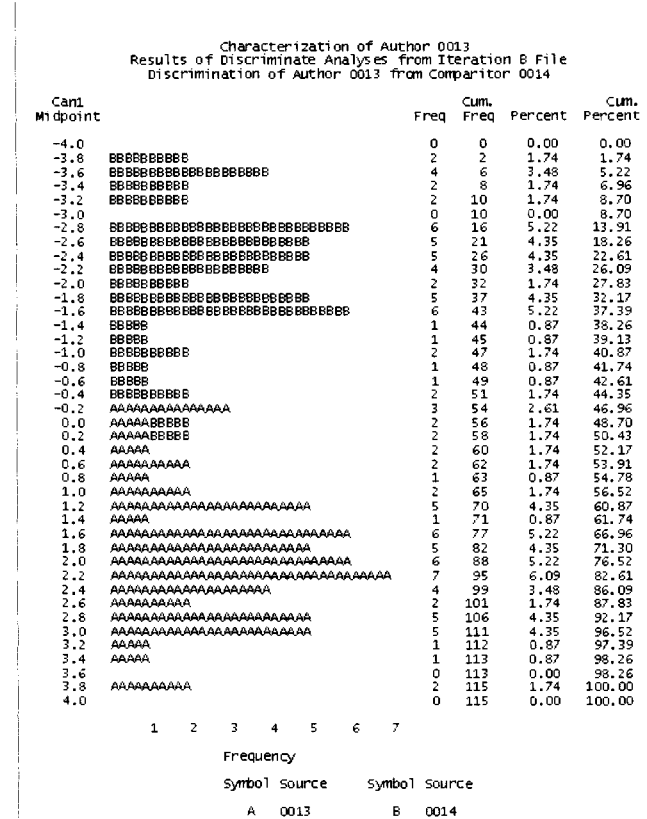 Characterization of Author 0013
Results of Discriminate Analyses from Iteration B File
Discrimination of Author 0013 from Comparitor 0014
Can1 Cum. Cum.
Midpoint Freq Freq Percent Percent
-4.0 0 0 0.00 0.00
-3.8 BBBBBBBBBB 2 2 1.74 1.74
-3.6 BBBBBBBBBBBBBBBBBBBB 4 6 3.48 5.22
-3.4 BBBBBBBBBB 2 8 1.74 6.96
-3.2 BBBBBBBBBB 2 10 1.74 8.70
-3.0 0 10 0.00 8.70
-2.8 BBBBBBBBBBBBBBBBBBBBBBBBBBBBBB 6 16 5.22 13.91
-2.6 BBBBBBBBBBBBBBBBBBBBBBBBB 5 21 4.35 18.26
-2.4 BBBBBBBBBBBBBBBBBBBBBBBBB 5 26 4.35 22.61
-2.2 BBBBBBBBBBBBBBBBBBBB 4 30 3.48 26.09
-2.0 BBBBBBBBBB 2 32 1.74 27.83
-1.8 BBBBBBBBBBBBBBBBBBBBBBBBB 5 37 4.35 32.17
-1.6 BBBBBBBBBBBBBBBBBBBBBBBBBBBBBB 6 43 5.22 37.39
-1.4 BBBBB 1 44 0.87 38.26
-1.2 BBBBB 1 45 0.87 39.13
-1.0 BBBBBBBBBB 2 47 1.74 40.87
-0.8 BBBBB 1 48 0.87 41.74
-0.6 BBBBB 1 49 0.87 42.61
-0.4 BBBBBBBBBB 2 51 1.74 44.35
-0.2 AAAAAAAAAAAAAAA 3 54 2.61 46.96
0.0 AAAAABBBBB 2 56 1.74 48.70
0.2 AAAAABBBBB 2 58 1.74 50.43
0.4 AAAAA 2 60 1.74 52.17
0.6 AAAAAAAAAA 2 62 1.74 53.91
0.8 AAAAA 1 63 0.87 54.78
1.0 AAAAAAAAAA 2 65 1.74 56.52
1.2 AAAAAAAAAAAAAAAAAAAAAAAAA 5 70 4.35 60.87
1.4 AAAAA 1 71 0.87 61.74
1.6 AAAAAAAAAAAAAAAAAAAAAAAAAAAAAA 6 77 5.22 66.96
1.8 AAAAAAAAAAAAAAAAAAAAAAAAA 5 82 4.35 71.30
2.0 AAAAAAAAAAAAAAAAAAAAAAAAAAAAAA 6 88 5.22 76.52
2.2 AAAAAAAAAAAAAAAAAAAAAAAAAAAAAAAAAAA 7 95 6.09 82.61
2.4 AAAAAAAAAAAAAAAAAAAA 4 99 3.48 86.09
2.6 AAAAAAAAAA 2 101 1.74 87.83
2.8 AAAAAAAAAAAAAAAAAAAAAAAAA 5 106 4.35 92.17
3.0 AAAAAAAAAAAAAAAAAAAAAAAAA 5 111 4.35 96.52
3.2 AAAAA 1 112 0.87 97.39
3.4 AAAAA 1 113 0.87 98.26
3.6 0 113 0.00 98.26
3.8 AAAAAAAAAA 2 115 1.74 100.00
4.0 0 115 0.00 100.00
1 2 3 4 5 6 7
Frequency
Symbol Source Symbol Source
A 0013 B 0014